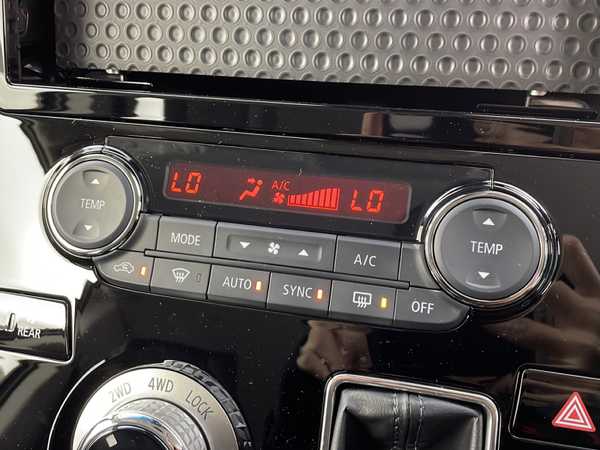 LO A/C LO
TEMP
TEMP
MODE
A/C
AUTO SYNC OFF
REAR
2WD 4WD LOCK